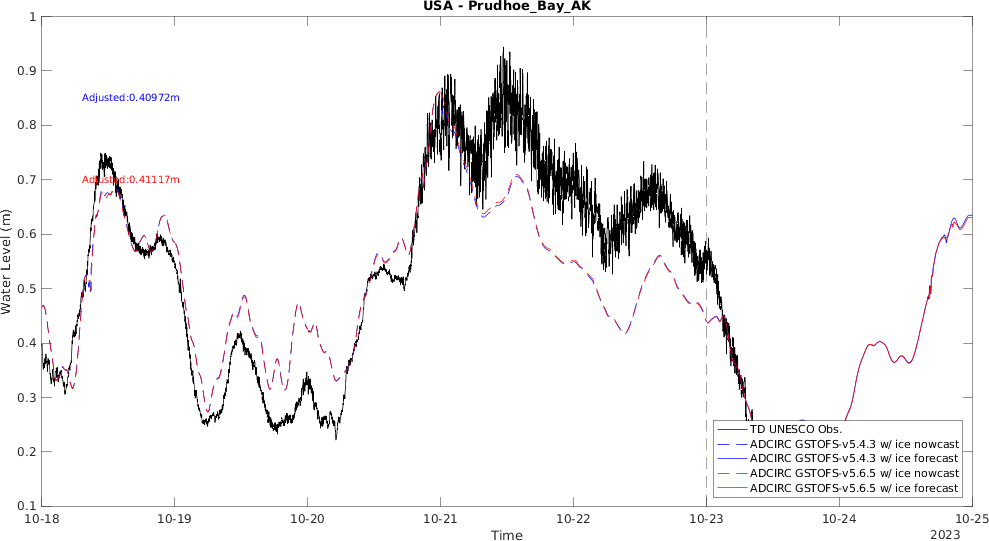 USA - Prudhoe_Bay_AK
1
0.9
0.8
0.7
0.6
0.5
0.4
0.3
0.2
0.1
Water Level (m)
Adjusted:0.40972m
Adjusted:0.41117m
TD UNESCO Obs.
ADCIRC GSTOFS-v5.4.3 w/ ice nowcast
ADCIRC GSTOFS-v5.4.3 w/ ice forecast
ADCIRC GSTOFS-v5.6.5 w/ ice nowcast
ADCIRC GSTOFS-v5.6.5 w/ ice forecast
10-18 10-19 10-20 10-21 10-22 10-23 10-24 10-25
Time
2023